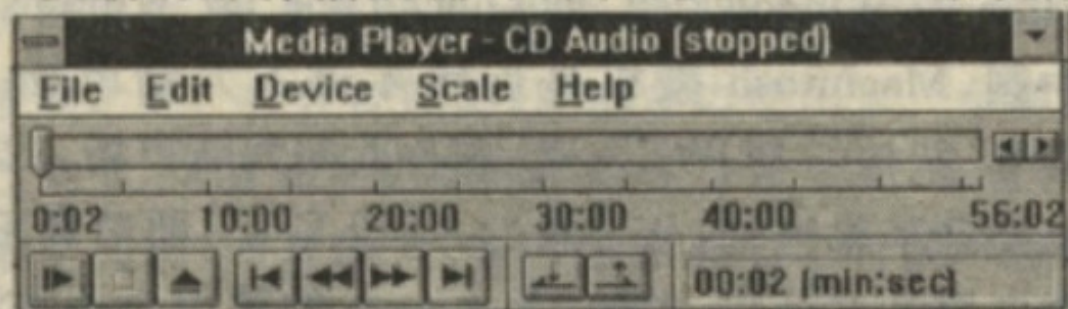 Media Player - CD Audio (stopped)
File Edit Device Scale Help
0:02 10:00 20:00 30:00 40:00 56:02
00:02 (min:sec)